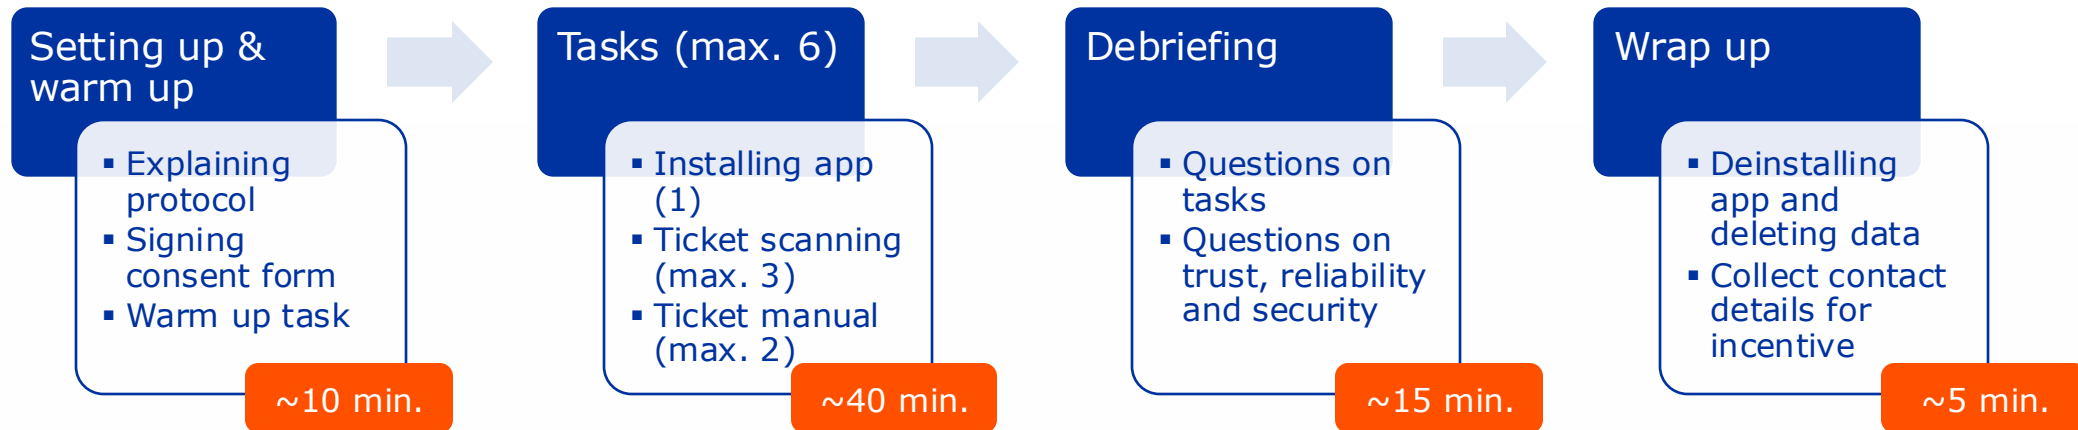 Setting up &
warm up
▪ Explaining
protocol
▪ Signing
consent form
▪ Warm up task
~10 min.
Tasks (max. 6)
▪ Installing app
(1)
▪ Ticket scanning
(max. 3)
▪ Ticket manual
(max. 2)
~40 min.
Debriefing
▪ Questions on
tasks
▪ Questions on
trust, reliability
and security
~15 min.
Wrap up
▪ Deinstalling
app and
deleting data
▪ Collect contact
details for
incentive
~5 min.